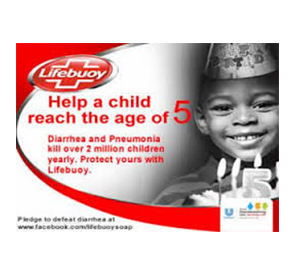 Lifebuoy
Help a child
reach the age of 5
Diarrhea and Pneumonia
kill over 2 million children
yearly. Protect yours with
Lifebuoy.
Pledge to defeat diarrhea at
www.facebook.com/lifebuoysoap